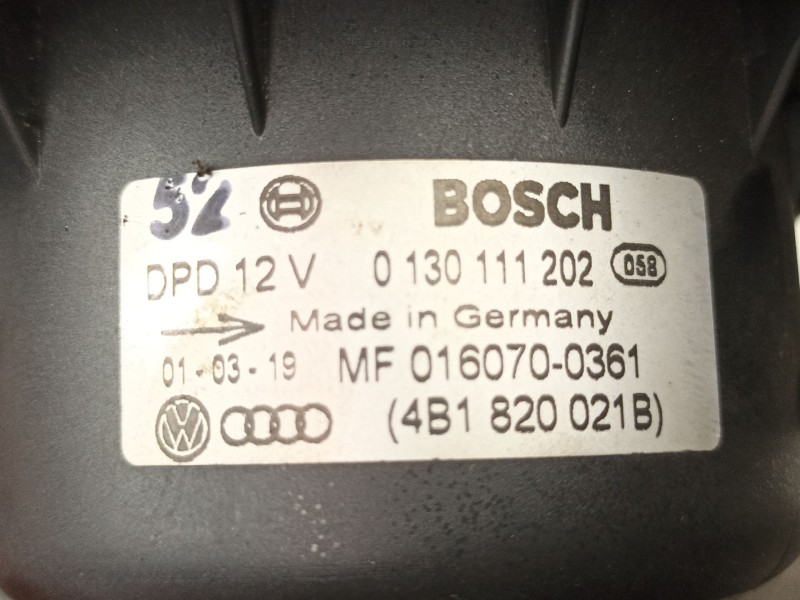 52 BOSCH
DPD 12 V 0 130 111 202 058
Made in Germany
01-03-19 MF 016070-0361
VW (4B1 820 021B)